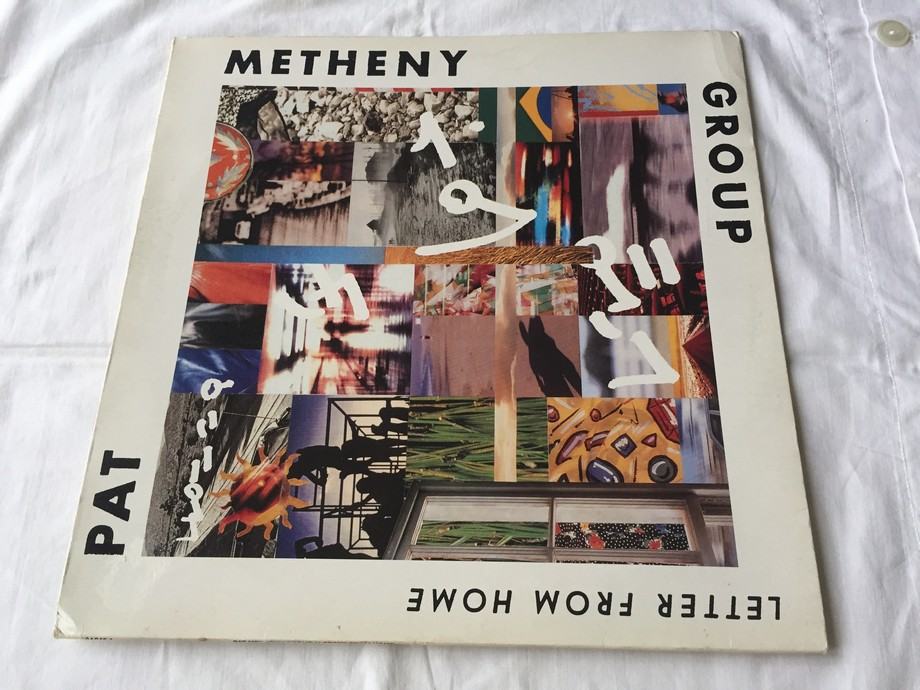 PAT
METHENY
GROUP
LETTER FROM HOME